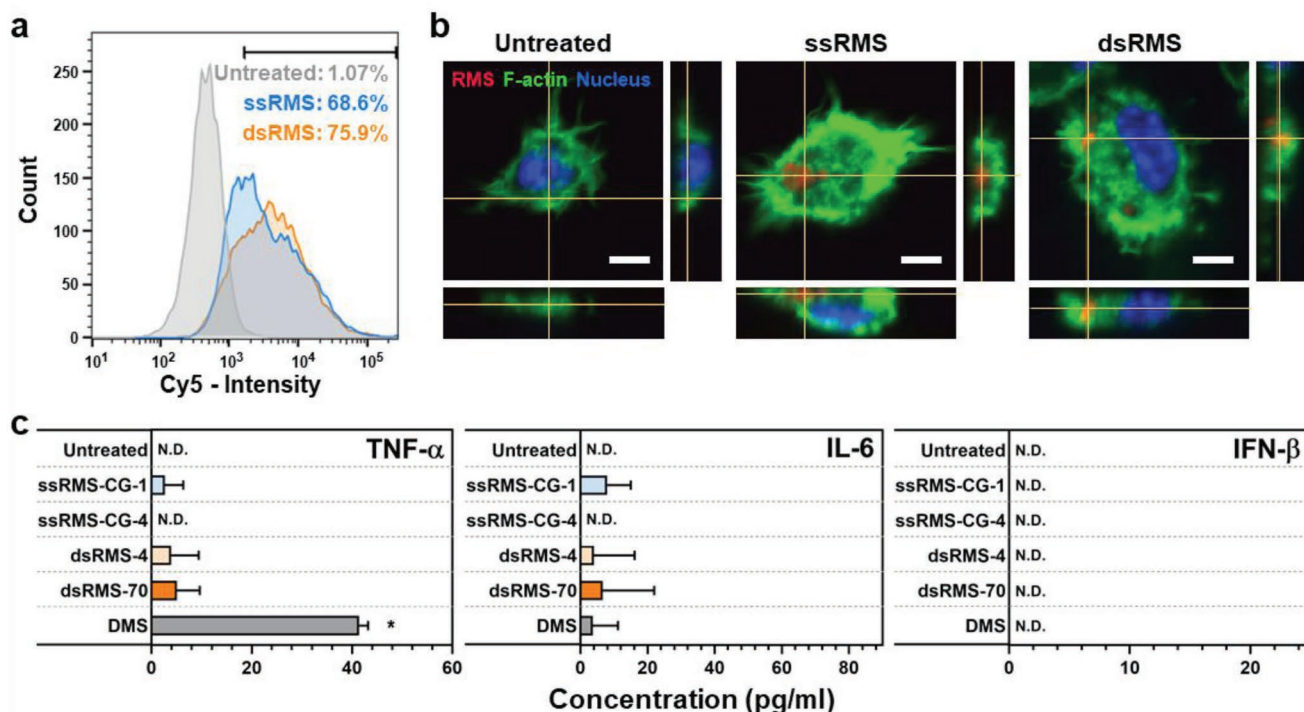 a
Untreated: 1.07%
ssRMS: 68.6%
dsRMS: 75.9%
Count
250
200
150
100
50
0
10¹ 10² 10³ 10⁴ 10⁵
Cy5 - Intensity
b
Untreated ssRMS dsRMS
RMS F-actin Nucleus
c
TNF-α
Untreated N.D.
ssRMS-CG-1
ssRMS-CG-4 N.D.
dsRMS-4
dsRMS-70
DMS *
0 20 40 60
IL-6
Untreated N.D.
ssRMS-CG-1
ssRMS-CG-4 N.D.
dsRMS-4
dsRMS-70
DMS
0 20 40 60 80
IFN-β
Untreated N.D.
ssRMS-CG-1 N.D.
ssRMS-CG-4 N.D.
dsRMS-4 N.D.
dsRMS-70 N.D.
DMS N.D.
0 10 20
Concentration (pg/ml)